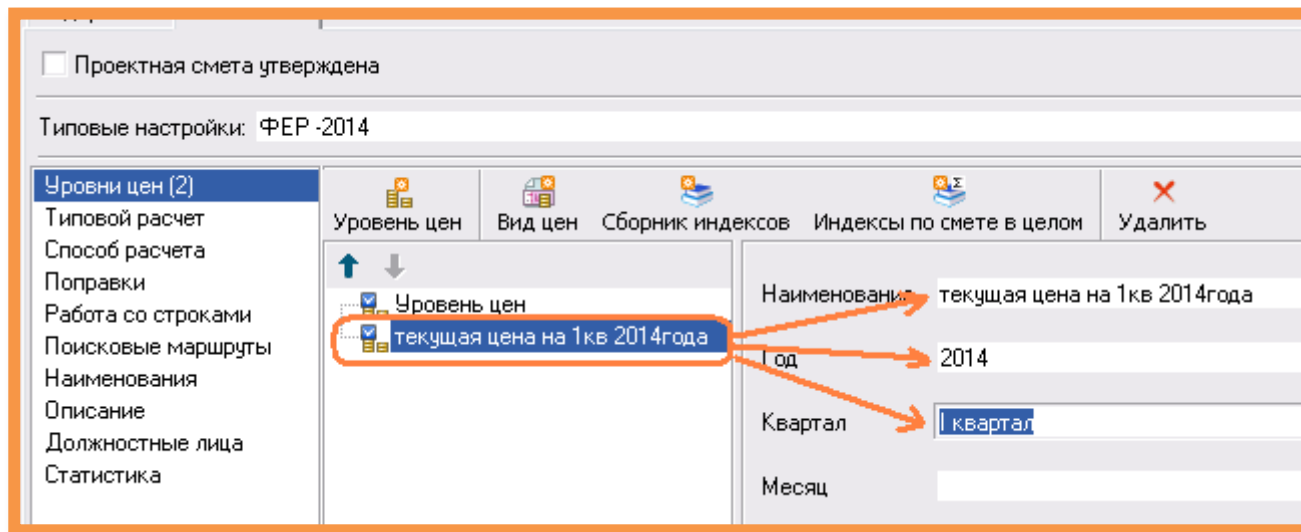 Проектная смета утверждена
Типовые настройки: ФЕР -2014
Уровни цен (2)
Типовой расчет
Способ расчета
Поправки
Работа со строками
Поисковые маршруты
Наименования
Описание
Должностные лица
Статистика
Уровень цен Вид цен Сборник индексов Индексы по смете в целом Удалить
Уровень цен
текущая цена на 1кв 2014года
Наименование текущая цена на 1кв 2014года
Год 2014
Квартал I квартал
Месяц